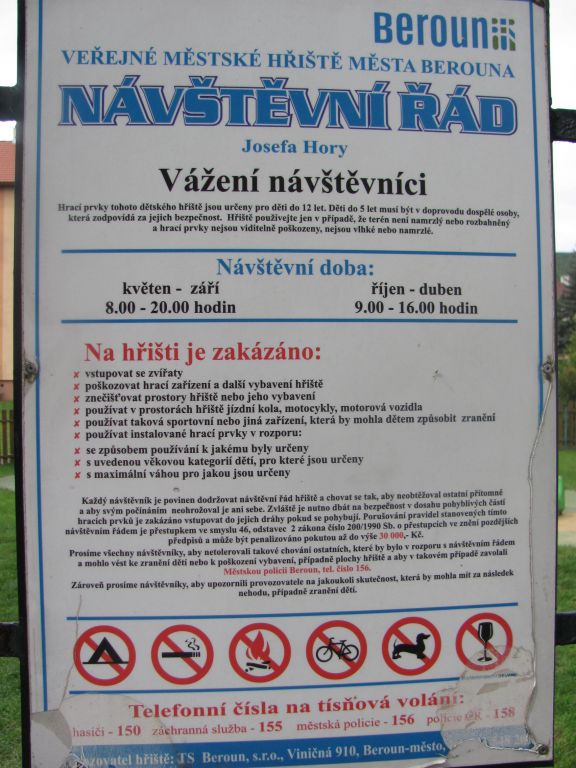 Beroun
VEŘEJNÉ MĚSTSKÉ HŘIŠTĚ MĚSTA BEROUNA
NÁVŠTĚVNÍ ŘÁD
Josefa Hory
Vážení návštěvníci
Hrací prvky tohoto dětského hřiště jsou určeny pro děti do 12 let. Děti do 5 let musí být v doprovodu dospělé osoby,
která zodpovídá za jejich bezpečnost. Hřiště používejte jen v případě, že terén není namrzlý nebo rozbahněný
a hrací prvky nejsou viditelně poškozeny, nejsou vlhké nebo namrzlé.
Návštěvní doba:
květen - září
8.00 - 20.00 hodin
říjen - duben
9.00 - 16.00 hodin
Na hřišti je zakázáno:
✘ vstupovat se zvířaty
✘ poškozovat hrací zařízení a další vybavení hřiště
✘ znečišťovat prostory hřiště nebo jeho vybavení
✘ používat v prostorách hřiště jízdní kola, motocykly, motorová vozidla
✘ používat taková sportovní nebo jiná zařízení, která by mohla dětem způsobit zranění
✘ používat instalované hrací prvky v rozporu:
✘ se způsobem používání k jakému byly určeny
✘ s uvedenou věkovou kategorií dětí, pro které jsou určeny
✘ s maximální váhou pro jakou jsou určeny
Každý návštěvník je povinen dodržovat návštěvní řád hřiště a chovat se tak, aby neobtěžoval ostatní přítomné
a aby svým počínáním neohrožoval je ani sebe. Zvláště je nutno dbát na bezpečnost v dosahu pohyblivých částí
hracích prvků je zakázáno vstupovat do jejich dráhy pokud se pohybují. Porušování pravidel stanovených tímto
návštěvním řádem je přestupkem ve smyslu 46, odstavec 2 zákona číslo 200/1990 Sb. o přestupcích ve znění pozdějších
předpisů a může být penalizováno pokutou až do výše 30 000,- Kč.
Prosíme všechny návštěvníky, aby netolerovali takové chování ostatních, které by bylo v rozporu s návštěvním řádem
a mohlo vést ke zranění dětí nebo k poškození vybavení, případně plochy hřiště a aby v takovém případě zavolali
Městskou policii Beroun, tel. číslo 156.
Zároveň prosíme návštěvníky, aby upozornili provozovatele na jakoukoli skutečnost, která by mohla mít za následek
nehodu, případně zranění dětí.
Telefonní čísla na tísňová volání:
hasiči - 150 záchranná služba - 155 městská policie - 156 policie ČR - 158
ozovatel hřiště: TS Beroun, s.r.o., Viničná 910, Beroun-město,